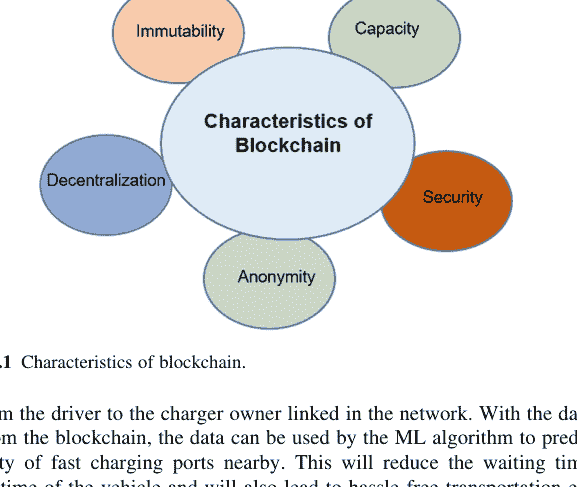 Immutability
Capacity
Characteristics of
Blockchain
Decentralization
Security
Anonymity
.1 Characteristics of blockchain.
m the driver to the charger owner linked in the network. With the da
om the blockchain, the data can be used by the ML algorithm to pred
ty of fast charging ports nearby. This will reduce the waiting tim
time of the vehicle and will also lead to hassle free transportation